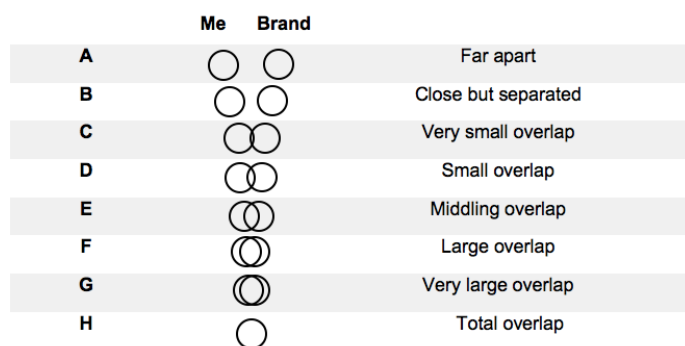 Me Brand
A Far apart
B Close but separated
C Very small overlap
D Small overlap
E Middling overlap
F Large overlap
G Very large overlap
H Total overlap